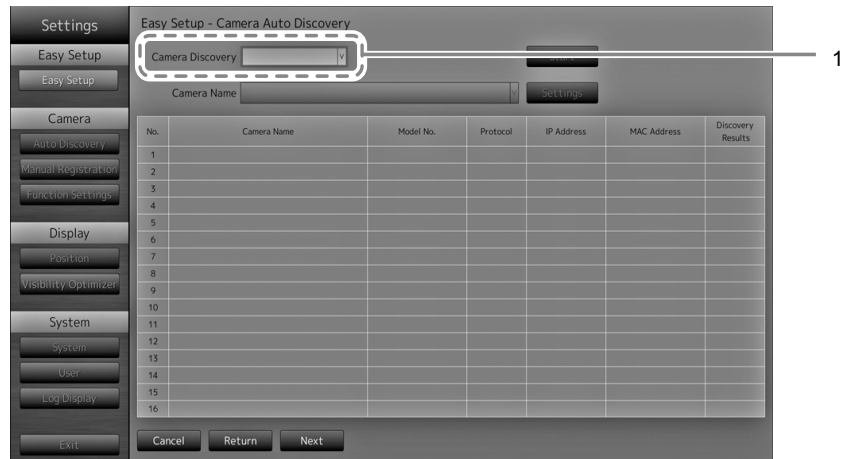 Settings
Easy Setup
Easy Setup
Camera
Auto Discovery
Manual Registration
Function Settings
Display
Position
Visibility Optimizer
System
System
User
Log Display
Exit
Easy Setup - Camera Auto Discovery
Camera Discovery
Start
1
Camera Name
Settings
No. Camera Name Model No. Protocol IP Address MAC Address Discovery Results
1
2
3
4
5
6
7
8
9
10
11
12
13
14
15
16
Cancel Return Next